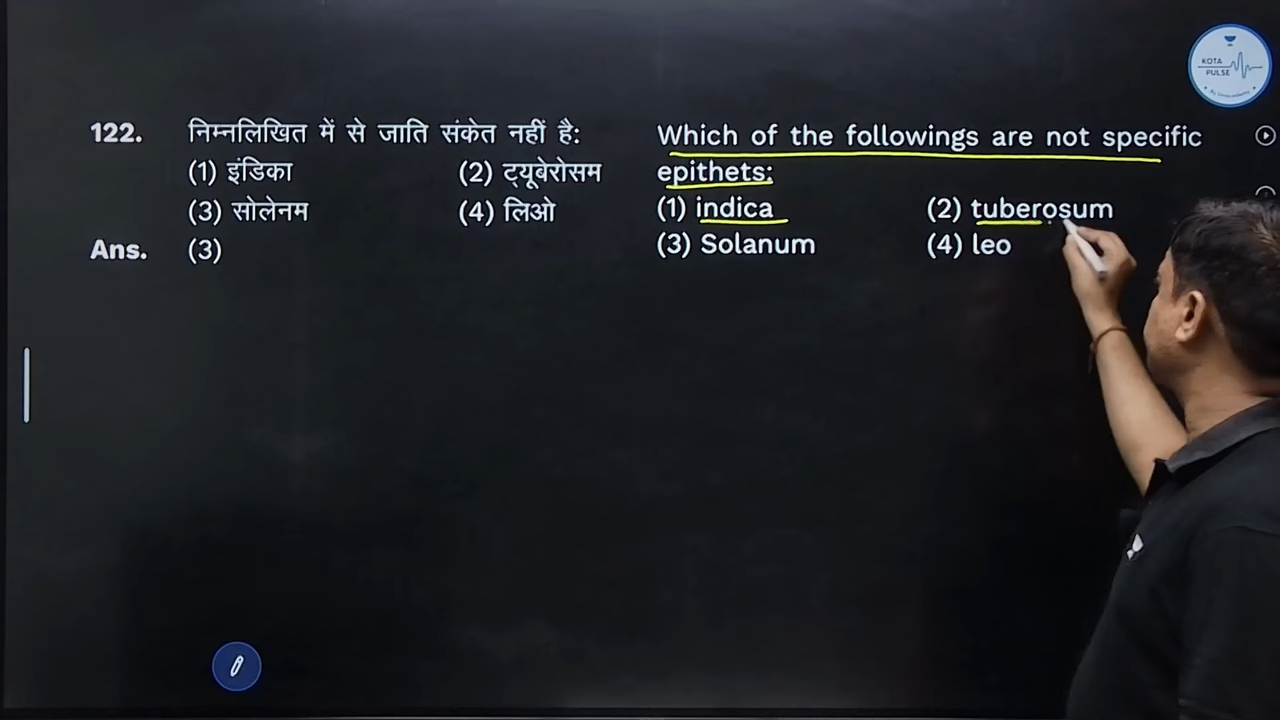 122. निम्नलिखित में से जाति संकेत नहीं है:
(1) इंडिका (2) ट्यूबेरोसम
(3) सोलेनम (4) लिओ
Ans. (3)
Which of the followings are not specific
epithets:
(1) indica (2) tuberosum
(3) Solanum (4) leo
KOTA
PULSE